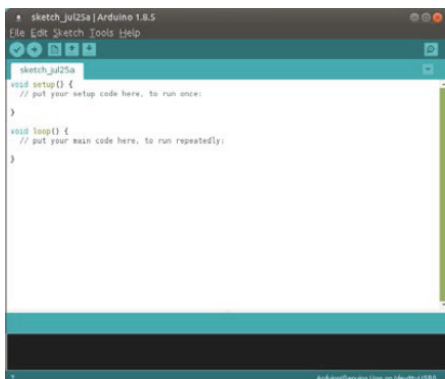 sketch_jul25a | Arduino 1.8.5
File Edit Sketch Tools Help
sketch_jul25a
void setup() {
// put your setup code here, to run once:
}
void loop() {
// put your main code here, to run repeatedly:
}